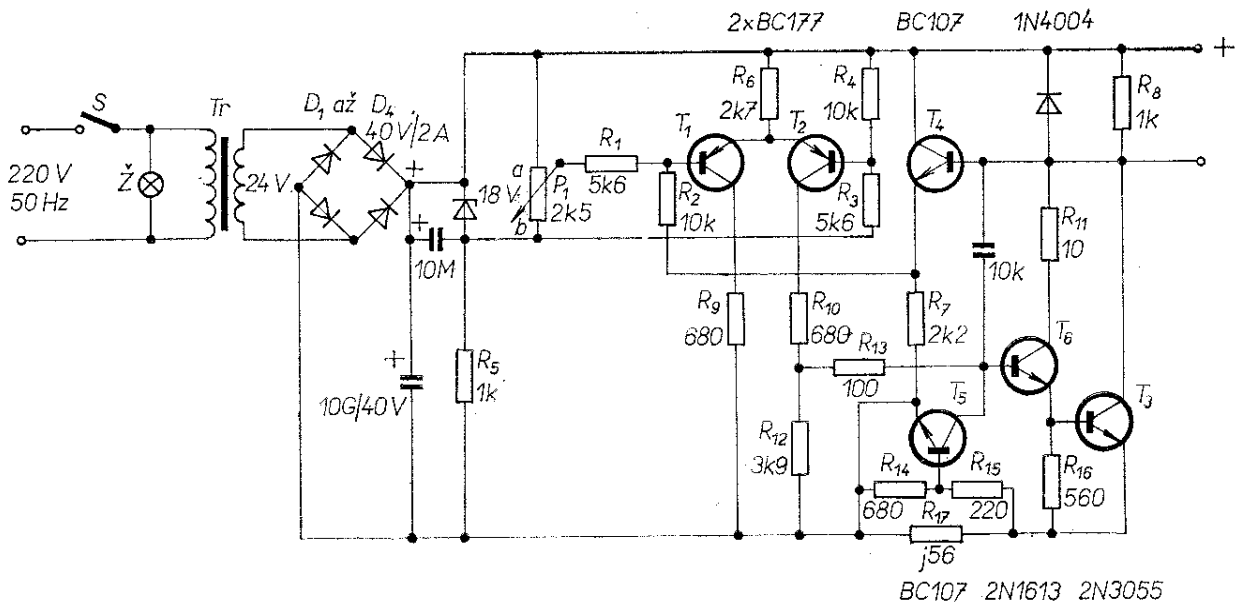 2xBC177 BC107 1N4004
+
S Tr D1 až D4
40V/2A
R6
2k7
R4
10k
R8
1k
T1 T2 T4
R1
5k6
220 V
50 Hz
Ž
24 V
+
18 V
a
P1
2k5
b
R2
10k
R3
5k6
R11
10
+
10M
10k
R9
680
R10
680
R7
2k2
+
10G/40V
R5
1k
R13
100
T6
T5
T3
R12
3k9
R14
680
R15
220
R16
560
R17
j56
BC107 2N1613 2N3055